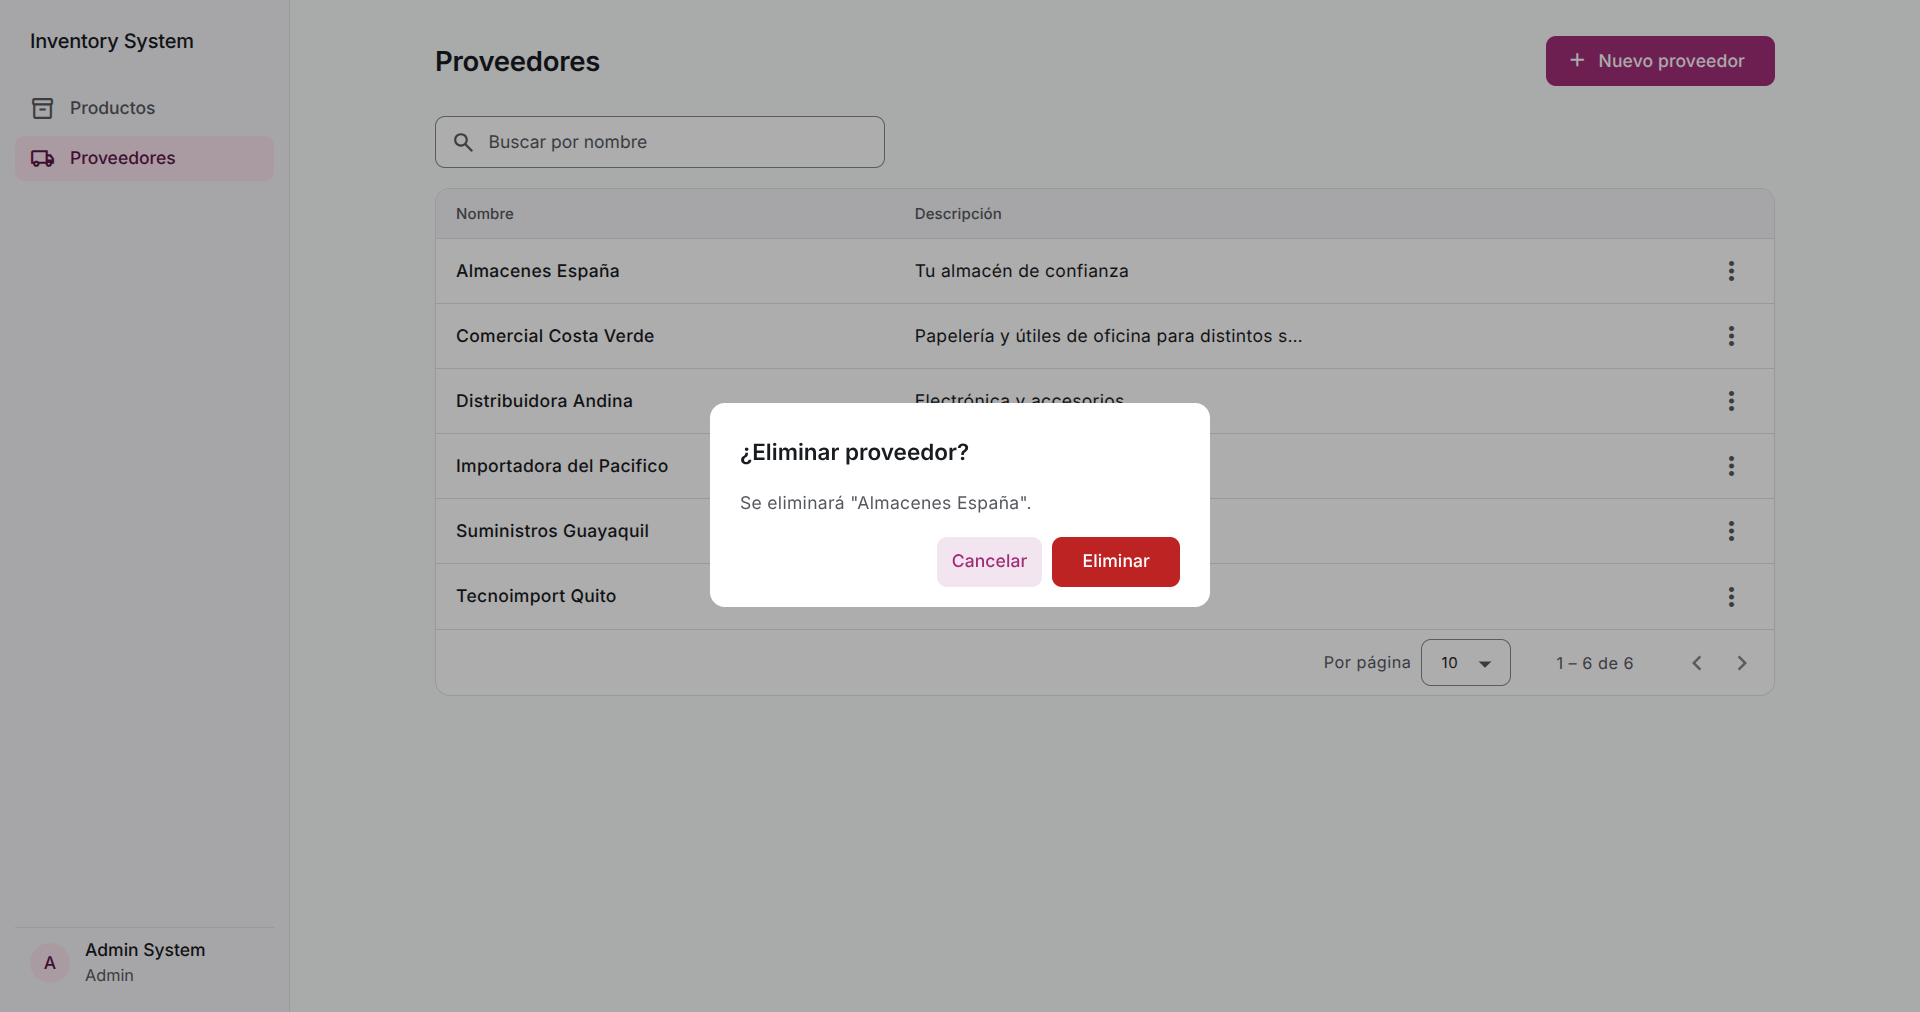 Inventory System
Productos
Proveedores
Admin System
A
Admin
Proveedores
+ Nuevo proveedor
Buscar por nombre
Nombre Descripción
Almacenes España Tu almacén de confianza
Comercial Costa Verde Papelería y útiles de oficina para distintos s...
Distribuidora Andina Electrónica y accesorios
Importadora del Pacifico
Suministros Guayaquil
Tecnoimport Quito
Por página 10 1 – 6 de 6
¿Eliminar proveedor?
Se eliminará "Almacenes España".
Cancelar Eliminar